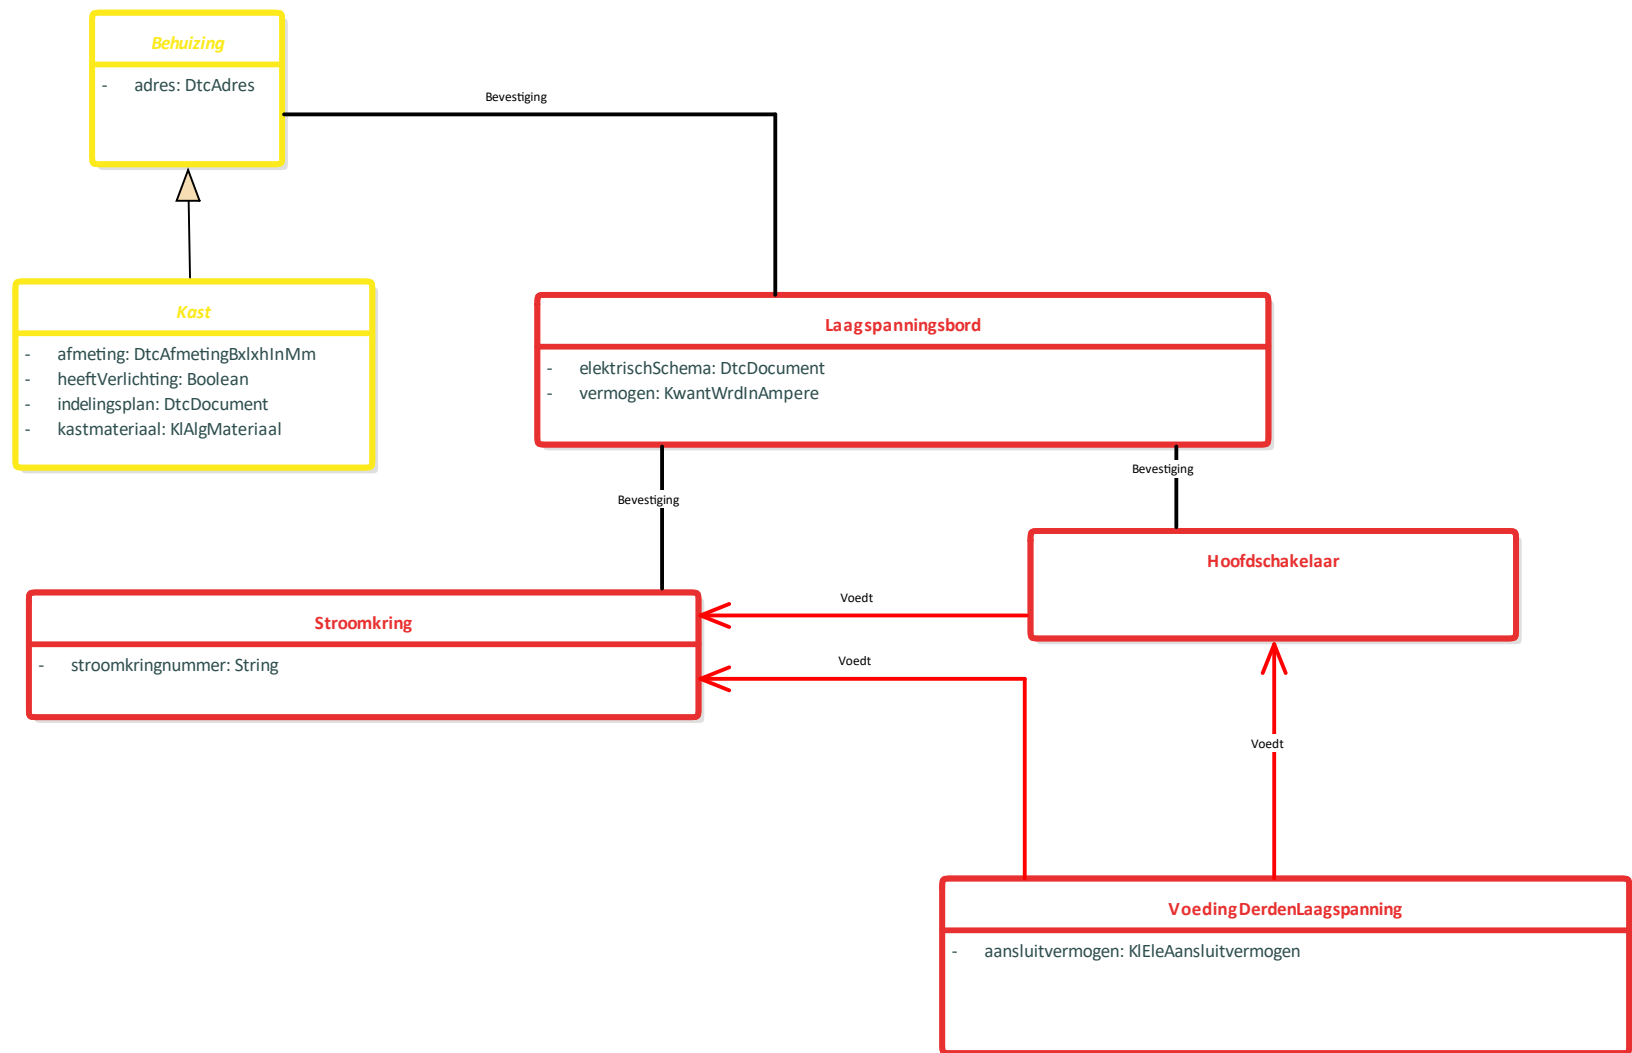 Behuizing
- adres: DtcAdres
Bevestiging
Kast
- afmeting: DtcAfmetingBxlxhInMm
- heeftVerlichting: Boolean
- indelingsplan: DtcDocument
- kastmateriaal: KlAlgMateriaal
Laagspanningsbord
- elektrischSchema: DtcDocument
- vermogen: KwantWrdInAmpere
Bevestiging
Bevestiging
Hoofdschakelaar
Voedt
Stroomkring
- stroomkringnummer: String
Voedt
Voedt
VoedingDerdenLaagspanning
- aansluitvermogen: KlEleAansluitvermogen